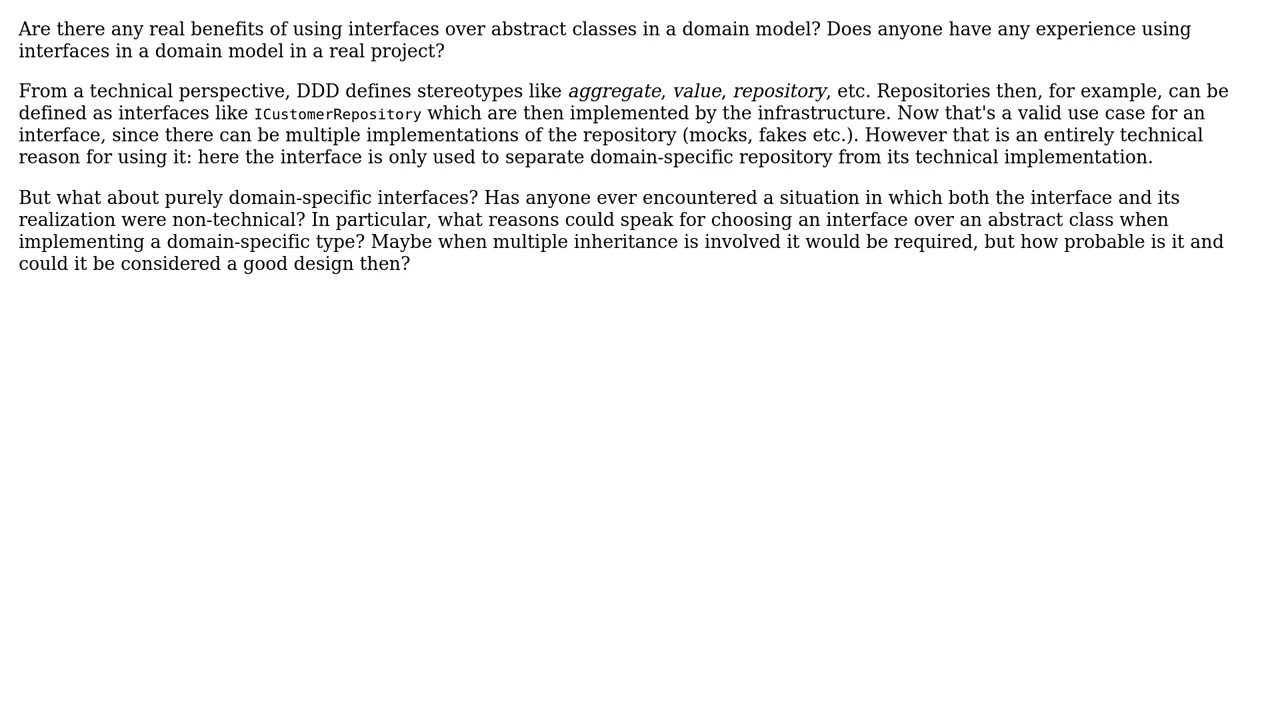 Are there any real benefits of using interfaces over abstract classes in a domain model? Does anyone have any experience using
interfaces in a domain model in a real project?
From a technical perspective, DDD defines stereotypes like aggregate, value, repository, etc. Repositories then, for example, can be
defined as interfaces like ICustomerRepository which are then implemented by the infrastructure. Now that's a valid use case for an
interface, since there can be multiple implementations of the repository (mocks, fakes etc.). However that is an entirely technical
reason for using it: here the interface is only used to separate domain-specific repository from its technical implementation.
But what about purely domain-specific interfaces? Has anyone ever encountered a situation in which both the interface and its
realization were non-technical? In particular, what reasons could speak for choosing an interface over an abstract class when
implementing a domain-specific type? Maybe when multiple inheritance is involved it would be required, but how probable is it and
could it be considered a good design then?